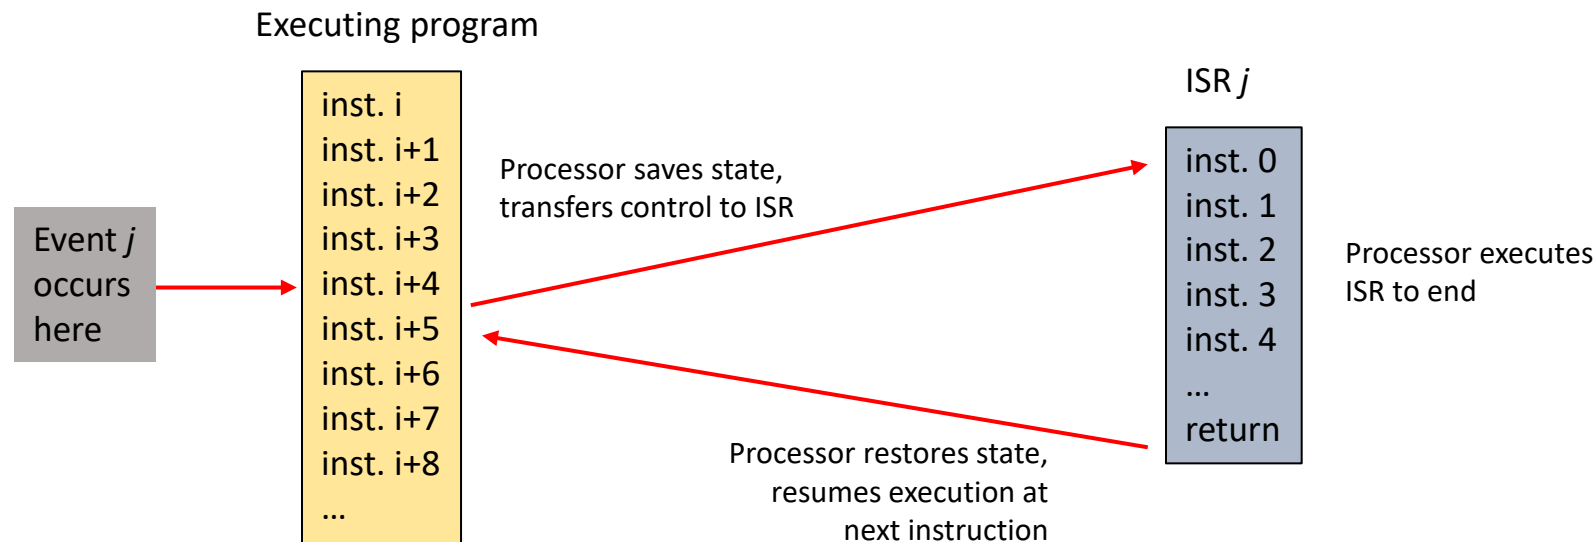 Executing program
Event j
occurs
here
inst. i
inst. i+1
inst. i+2
inst. i+3
inst. i+4
inst. i+5
inst. i+6
inst. i+7
inst. i+8
...
Processor saves state,
transfers control to ISR
ISR j
inst. 0
inst. 1
inst. 2
inst. 3
inst. 4
...
return
Processor executes
ISR to end
Processor restores state,
resumes execution at
next instruction